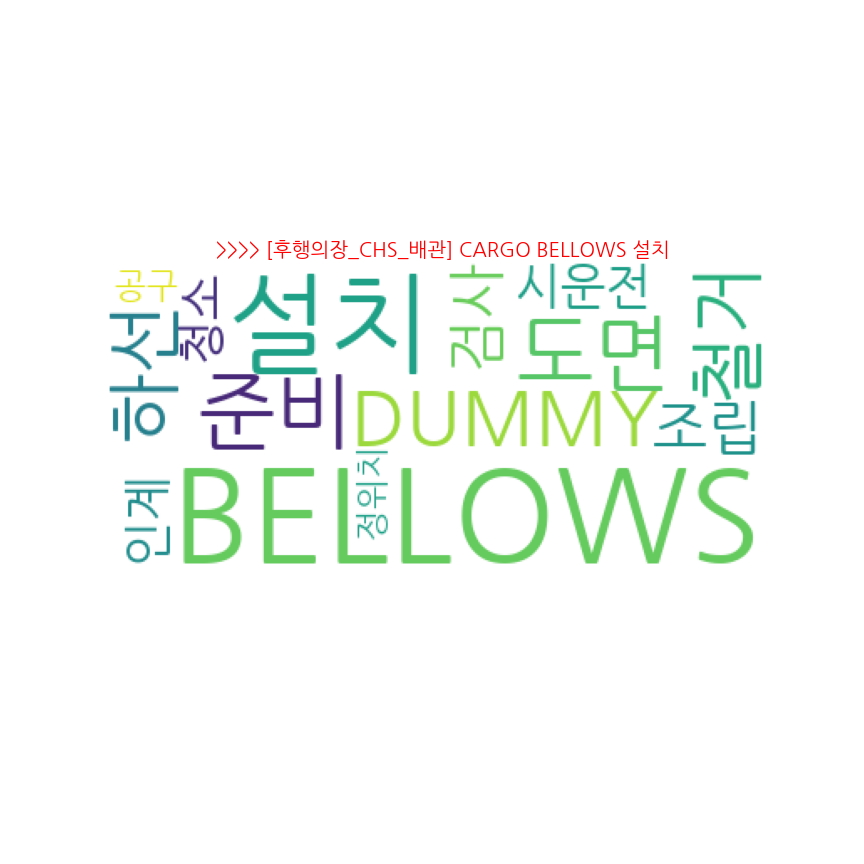 >>>> [후행의장_CHS_배관] CARGO BELLOWS 설치
공구
청소
설치
검사
시운전
철거
하선
도면
준비
DUMMY
조립
인계
BELLOWS
정위치